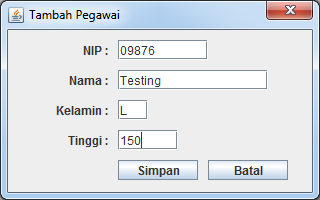 Tambah Pegawai
NIP : 09876
Nama : Testing
Kelamin : L
Tinggi : 150
Simpan Batal